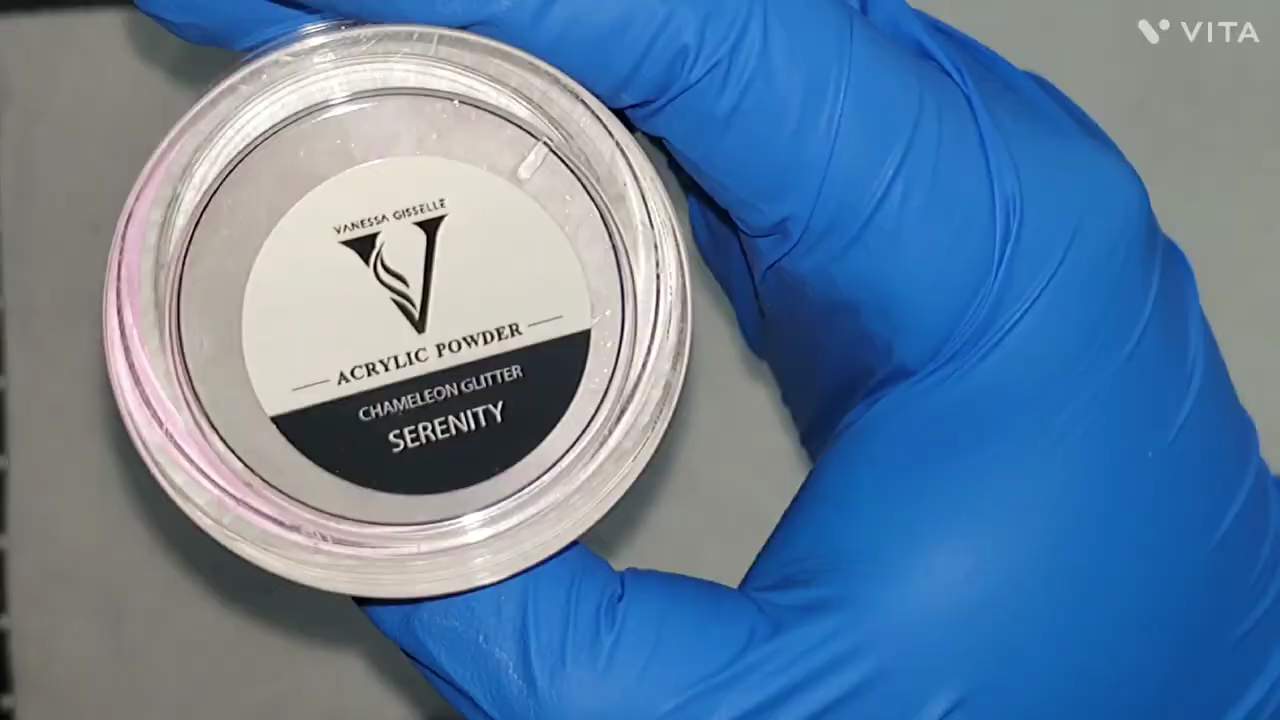 VITA
VANESSA GISSELLE
V
ACRYLIC POWDER
CHAMELEON GLITTER
SERENITY